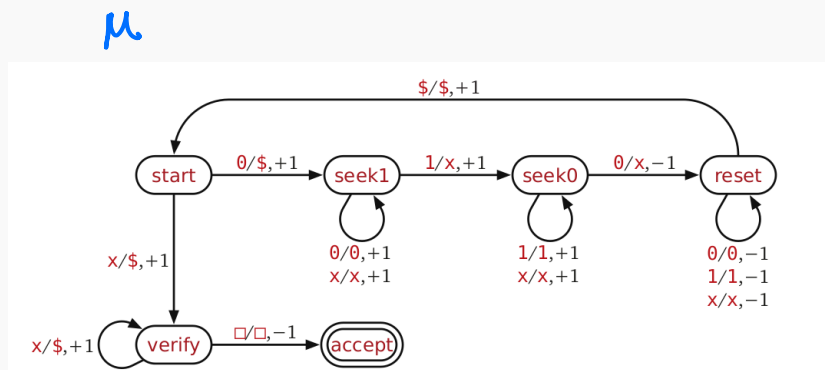 μ
$/$,+1
start 0/$,+1 seek1 1/x,+1 seek0 0/x,−1 reset
x/$,+1 0/0,+1 1/1,+1 0/0,−1
x/x,+1 x/x,+1 1/1,−1
x/x,−1
x/$,+1 verify □/□,−1 accept